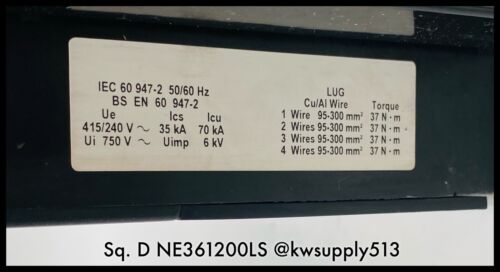 IEC 60 947-2 50/60 Hz
BS EN 60 947-2
Ue Ics Icu
415/240 V ~ 35 kA 70 kA
Ui 750 V ~ Uimp 6 kV
LUG
Cu/Al Wire Torque
1 Wire 95-300 mm² 37 N·m
2 Wires 95-300 mm² 37 N·m
3 Wires 95-300 mm² 37 N·m
4 Wires 95-300 mm² 37 N·m
Sq. D NE361200LS @kwsupply513